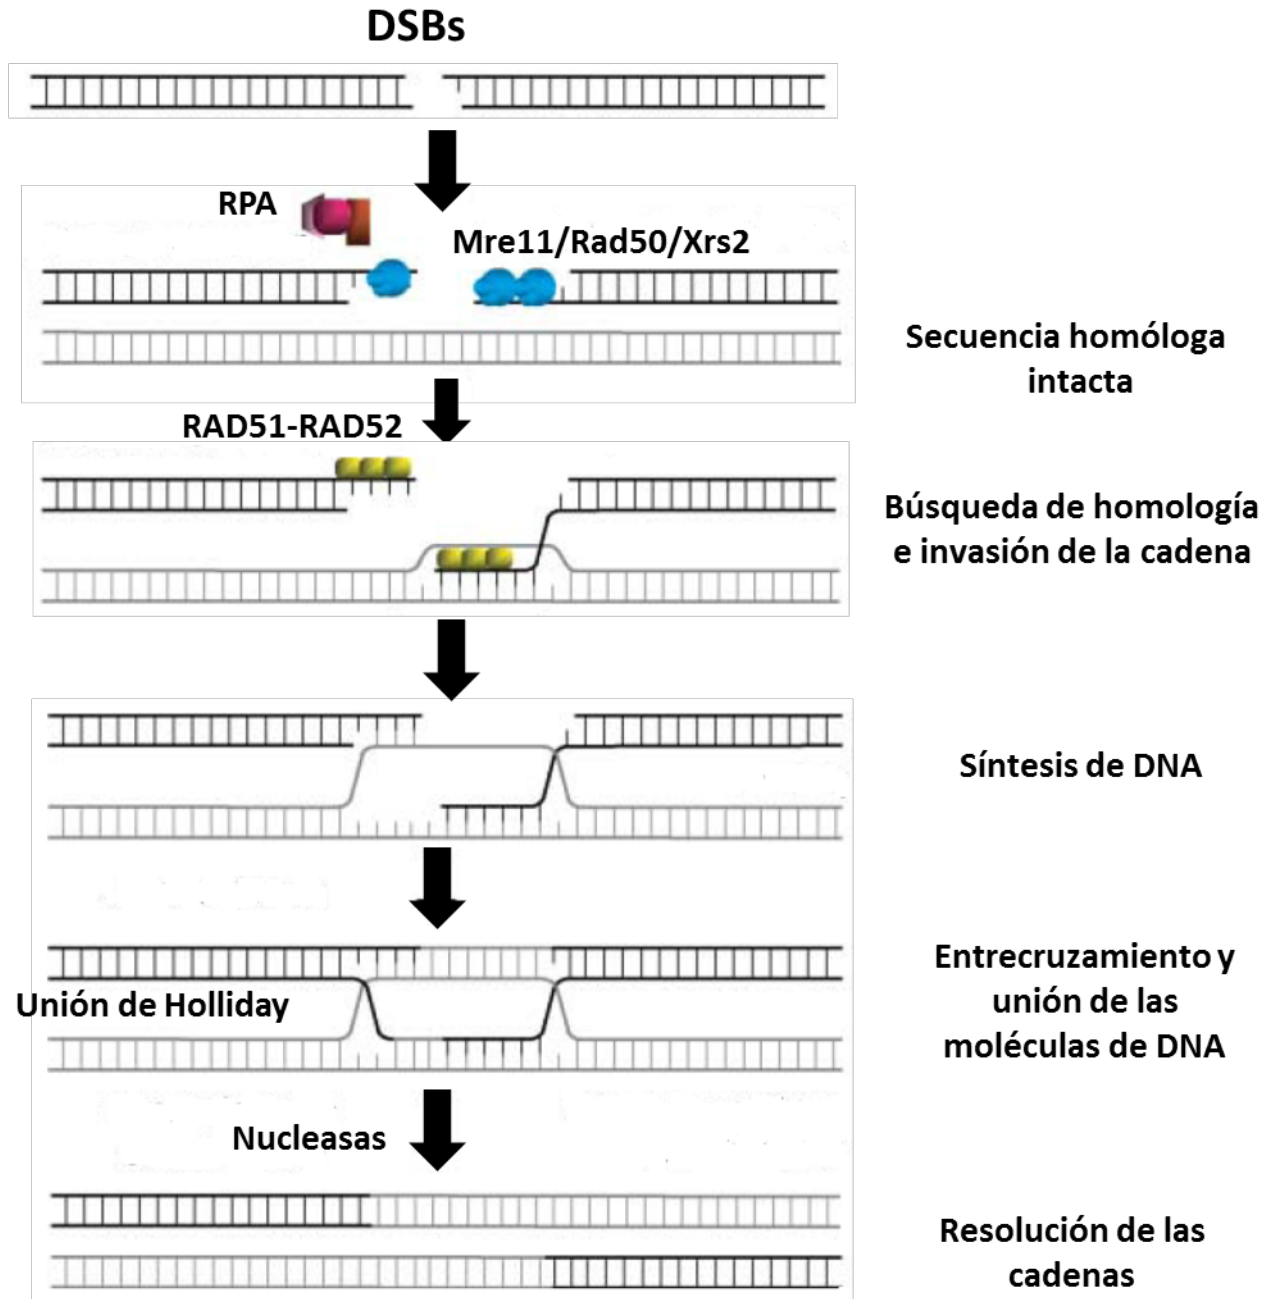 DSBs
RPA
Mre11/Rad50/Xrs2
Secuencia homóloga
intacta
RAD51-RAD52
Búsqueda de homología
e invasión de la cadena
Síntesis de DNA
Entrecruzamiento y
unión de las
moléculas de DNA
Unión de Holliday
Nucleasas
Resolución de las
cadenas